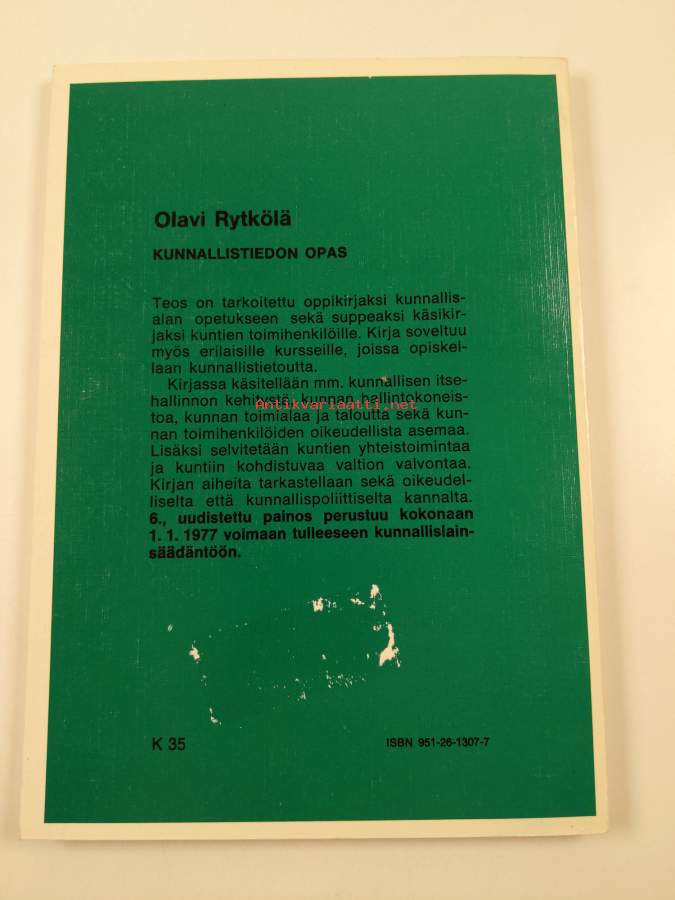 Olavi Rytkölä
KUNNALLISTIEDON OPAS
Teos on tarkoitettu oppikirjaksi kunnallis-
alan opetukseen sekä suppeaksi käsikir-
jaksi kuntien toimihenkilöille. Kirja soveltuu
myös erilaisille kursseille, joissa opiskel-
laan kunnallistietoutta.
Kirjassa käsitellään mm. kunnallisen itse-
hallinnon kehitystä, kunnan hallintokoneis-
Antikvariaatti.net
toa, kunnan toimialaa ja taloutta sekä kun-
nan toimihenkilöiden oikeudellista asemaa.
Lisäksi selvitetään kuntien yhteistoimintaa
ja kuntiin kohdistuvaa valtion valvontaa.
Kirjan aiheita tarkastellaan sekä oikeudel-
liselta että kunnallispoliittiselta kannalta.
6., uudistettu painos perustuu kokonaan
1. 1. 1977 voimaan tulleeseen kunnallislain-
säädäntöön.
K 35
ISBN 951-26-1307-7